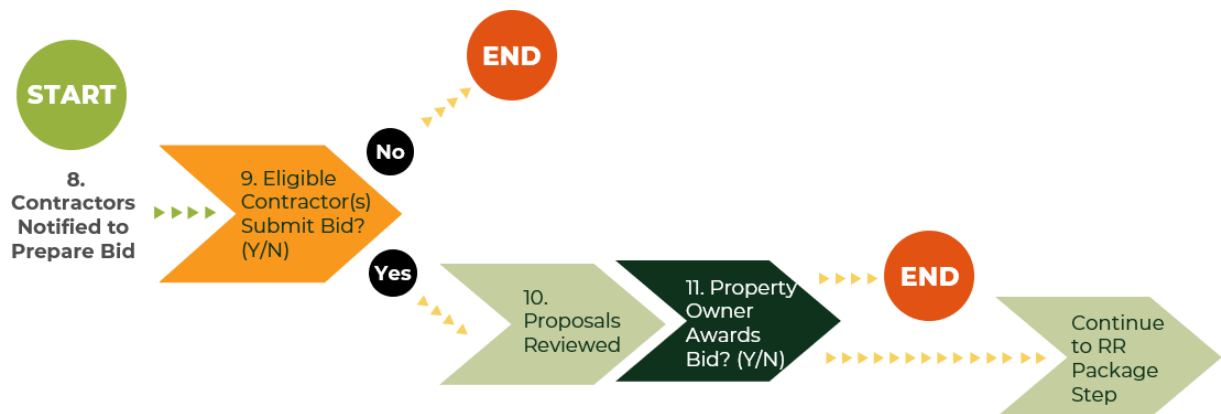 START
8.
Contractors
Notified to
Prepare Bid
9. Eligible
Contractor(s)
Submit Bid?
(Y/N)
No
END
Yes
10.
Proposals
Reviewed
11. Property
Owner
Awards
Bid? (Y/N)
END
Continue
to RR
Package
Step